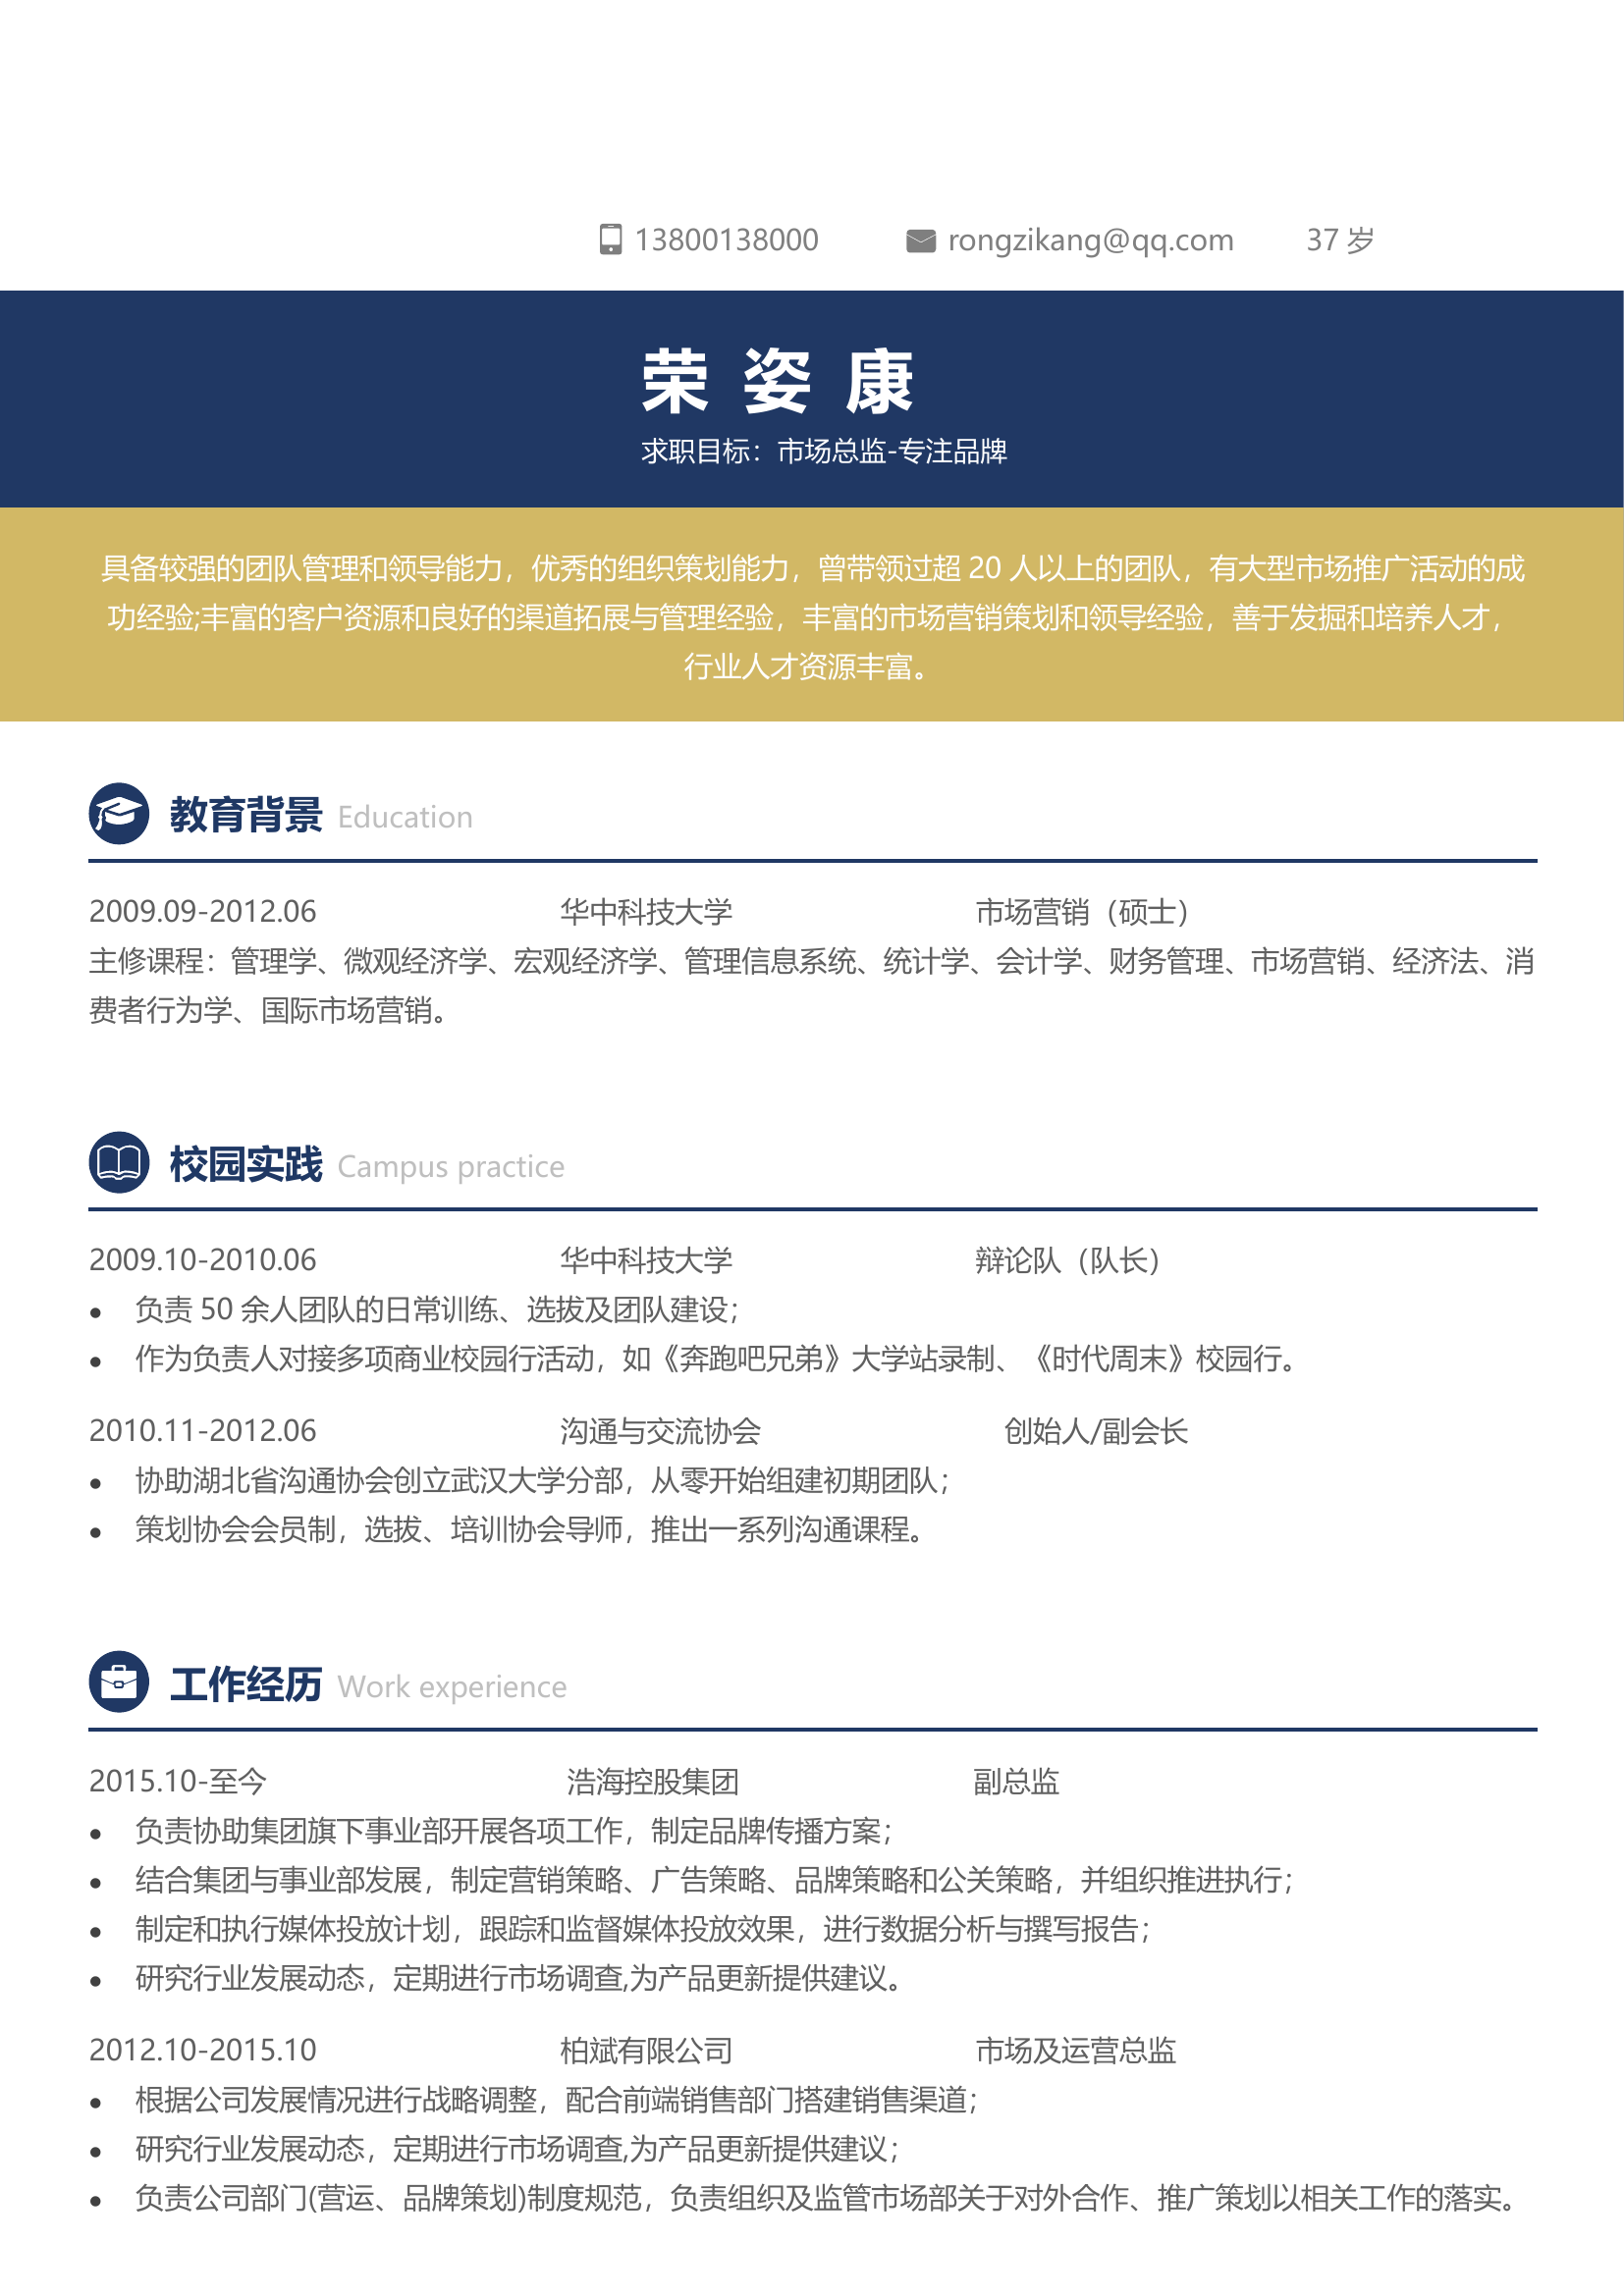 13800138000 rongzikang@qq.com 37 岁
荣 姿 康
求职目标：市场总监-专注品牌
具备较强的团队管理和领导能力，优秀的组织策划能力，曾带领过超 20 人以上的团队，有大型市场推广活动的成
功经验;丰富的客户资源和良好的渠道拓展与管理经验，丰富的市场营销策划和领导经验，善于发掘和培养人才，
行业人才资源丰富。
教育背景 Education
2009.09-2012.06 华中科技大学 市场营销（硕士）
主修课程：管理学、微观经济学、宏观经济学、管理信息系统、统计学、会计学、财务管理、市场营销、经济法、消
费者行为学、国际市场营销。
校园实践 Campus practice
2009.10-2010.06 华中科技大学 辩论队（队长）
● 负责 50 余人团队的日常训练、选拔及团队建设；
● 作为负责人对接多项商业校园行活动，如《奔跑吧兄弟》大学站录制、《时代周末》校园行。
2010.11-2012.06 沟通与交流协会 创始人/副会长
● 协助湖北省沟通协会创立武汉大学分部，从零开始组建初期团队；
● 策划协会会员制，选拔、培训协会导师，推出一系列沟通课程。
工作经历 Work experience
2015.10-至今 浩海控股集团 副总监
● 负责协助集团旗下事业部开展各项工作，制定品牌传播方案；
● 结合集团与事业部发展，制定营销策略、广告策略、品牌策略和公关策略，并组织推进执行；
● 制定和执行媒体投放计划，跟踪和监督媒体投放效果，进行数据分析与撰写报告；
● 研究行业发展动态，定期进行市场调查,为产品更新提供建议。
2012.10-2015.10 柏斌有限公司 市场及运营总监
● 根据公司发展情况进行战略调整，配合前端销售部门搭建销售渠道；
● 研究行业发展动态，定期进行市场调查,为产品更新提供建议；
● 负责公司部门(营运、品牌策划)制度规范，负责组织及监管市场部关于对外合作、推广策划以相关工作的落实。